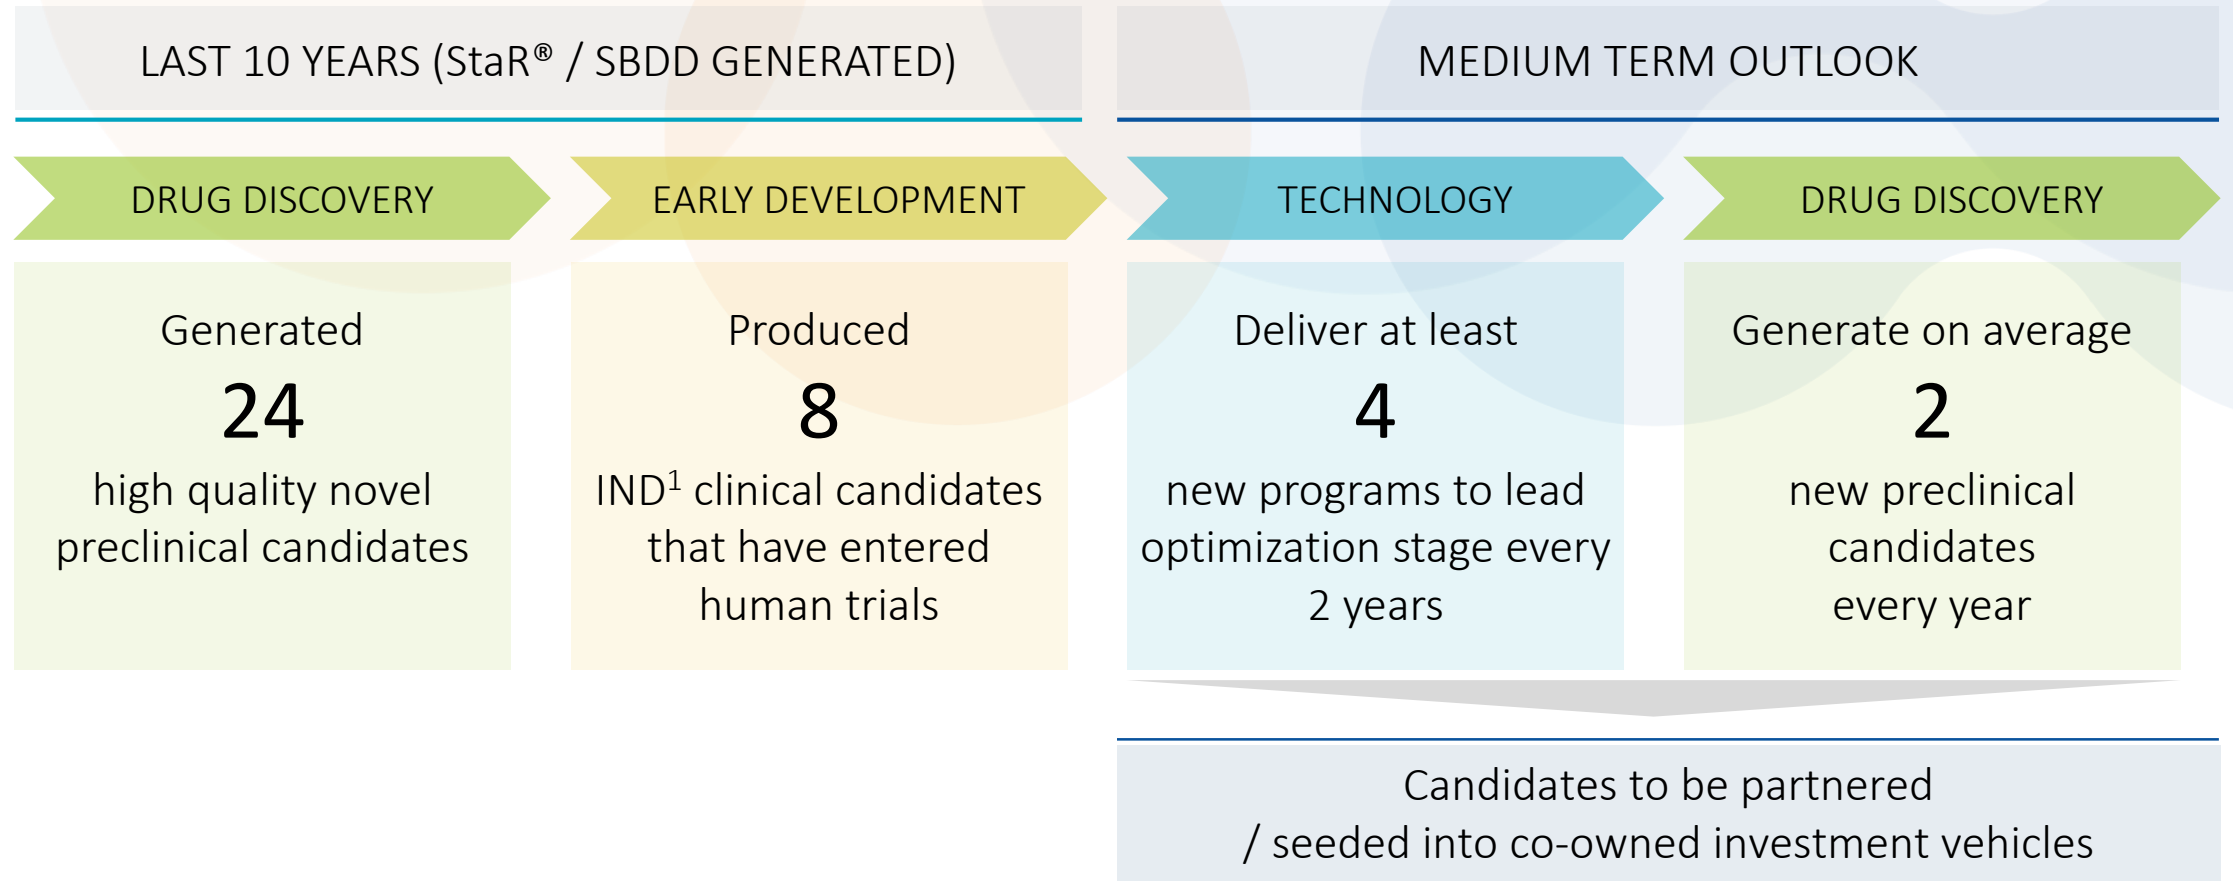 LAST 10 YEARS (StaR® / SBDD GENERATED)
MEDIUM TERM OUTLOOK
DRUG DISCOVERY
EARLY DEVELOPMENT
TECHNOLOGY
DRUG DISCOVERY
Generated
24
high quality novel
preclinical candidates
Produced
8
IND¹ clinical candidates
that have entered
human trials
Deliver at least
4
new programs to lead
optimization stage every
2 years
Generate on average
2
new preclinical
candidates
every year
Candidates to be partnered
/ seeded into co-owned investment vehicles